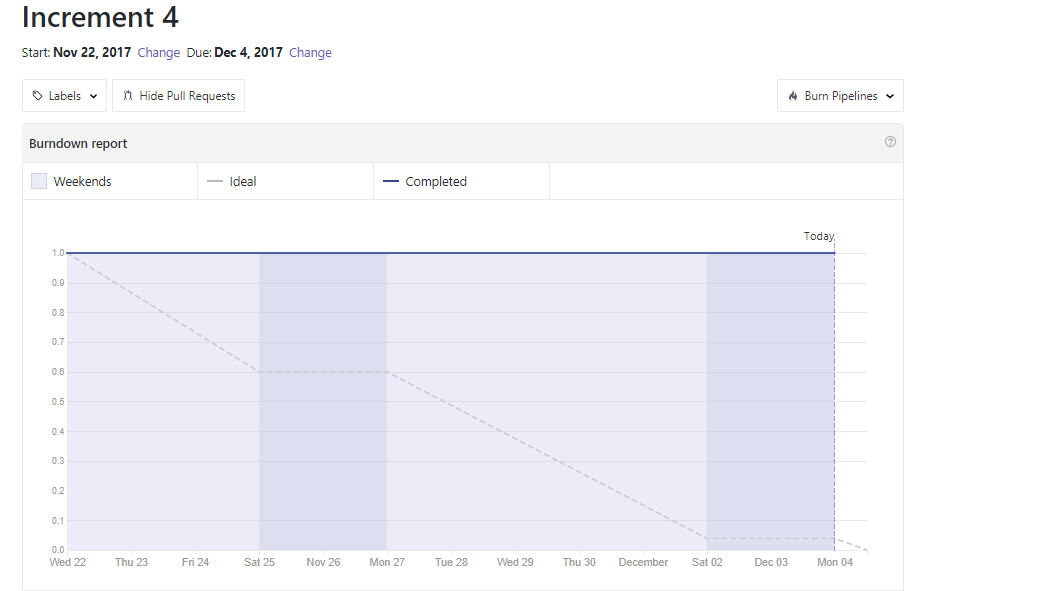 Increment 4
Start: Nov 22, 2017 Change Due: Dec 4, 2017 Change
Labels Hide Pull Requests Burn Pipelines
Burndown report
Weekends Ideal Completed
Today
1.0
0.9
0.8
0.7
0.6
0.5
0.4
0.3
0.2
0.1
0.0
Wed 22 Thu 23 Fri 24 Sat 25 Nov 26 Mon 27 Tue 28 Wed 29 Thu 30 December Sat 02 Dec 03 Mon 04